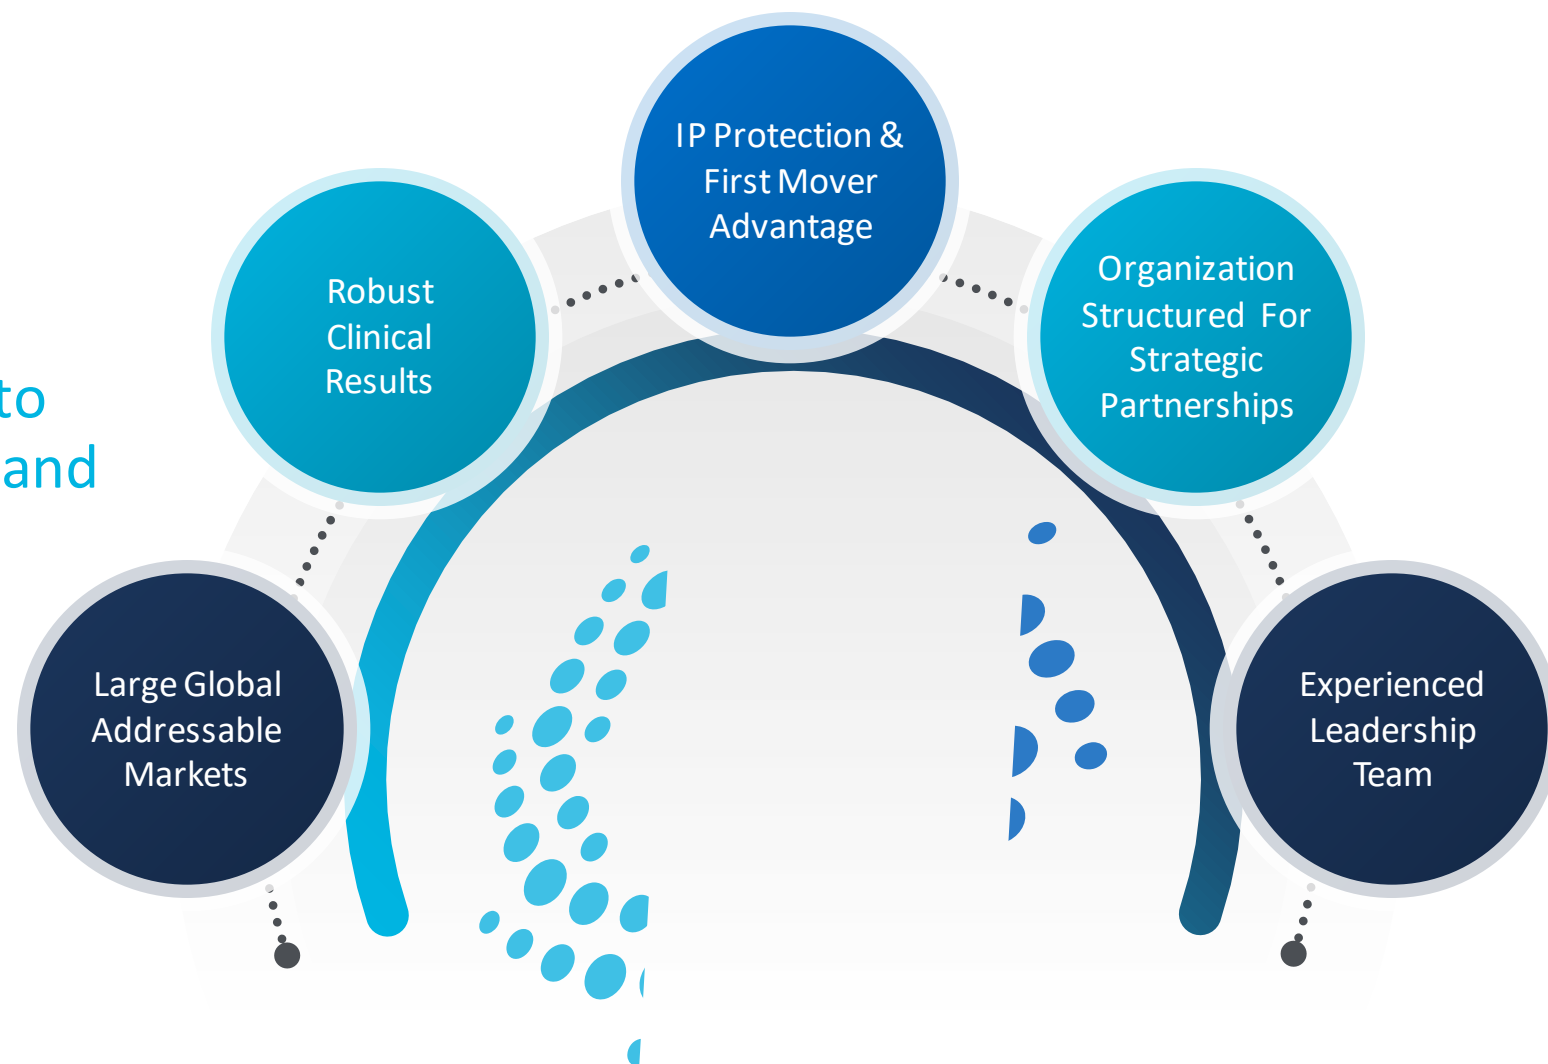 to
and
Large Global
Addressable
Markets
Robust
Clinical
Results
IP Protection &
First Mover
Advantage
Organization
Structured For
Strategic
Partnerships
Experienced
Leadership
Team